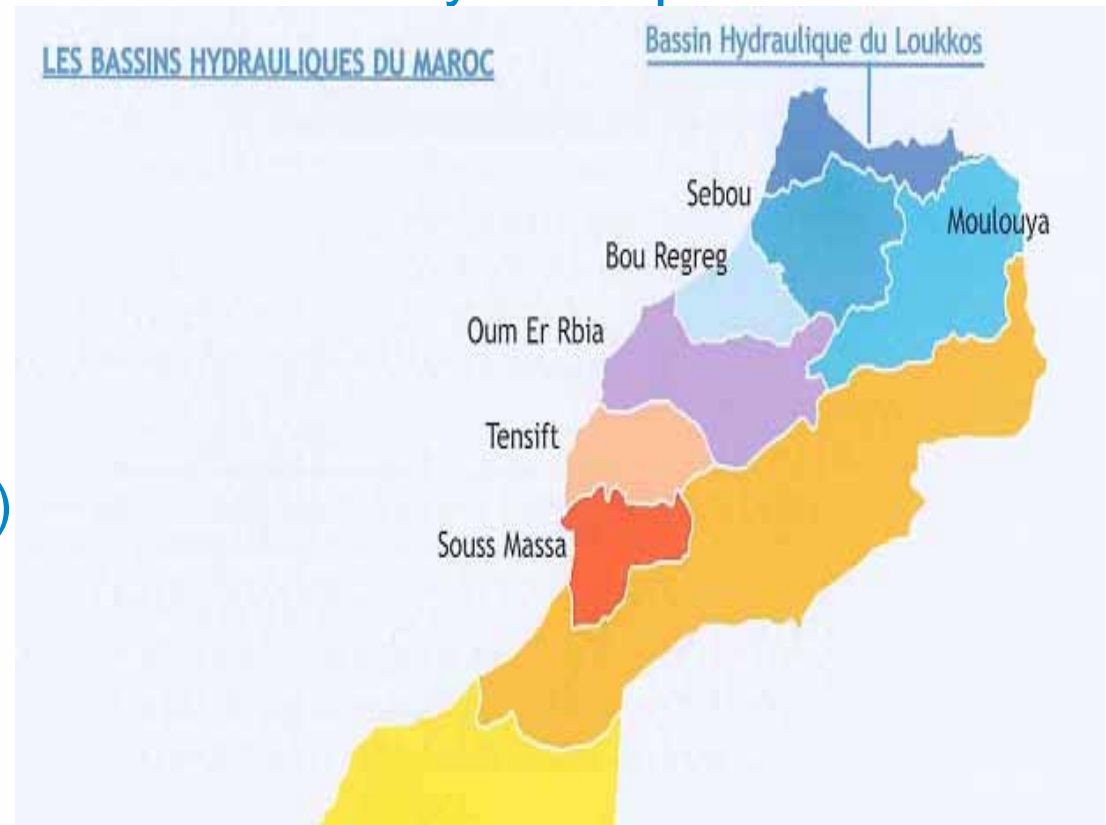 LES BASSINS HYDRAULIQUES DU MAROC
Bassin Hydraulique du Loukkos
Sebou
Moulouya
Bou Regreg
Oum Er Rbia
Tensift
)
Souss Massa